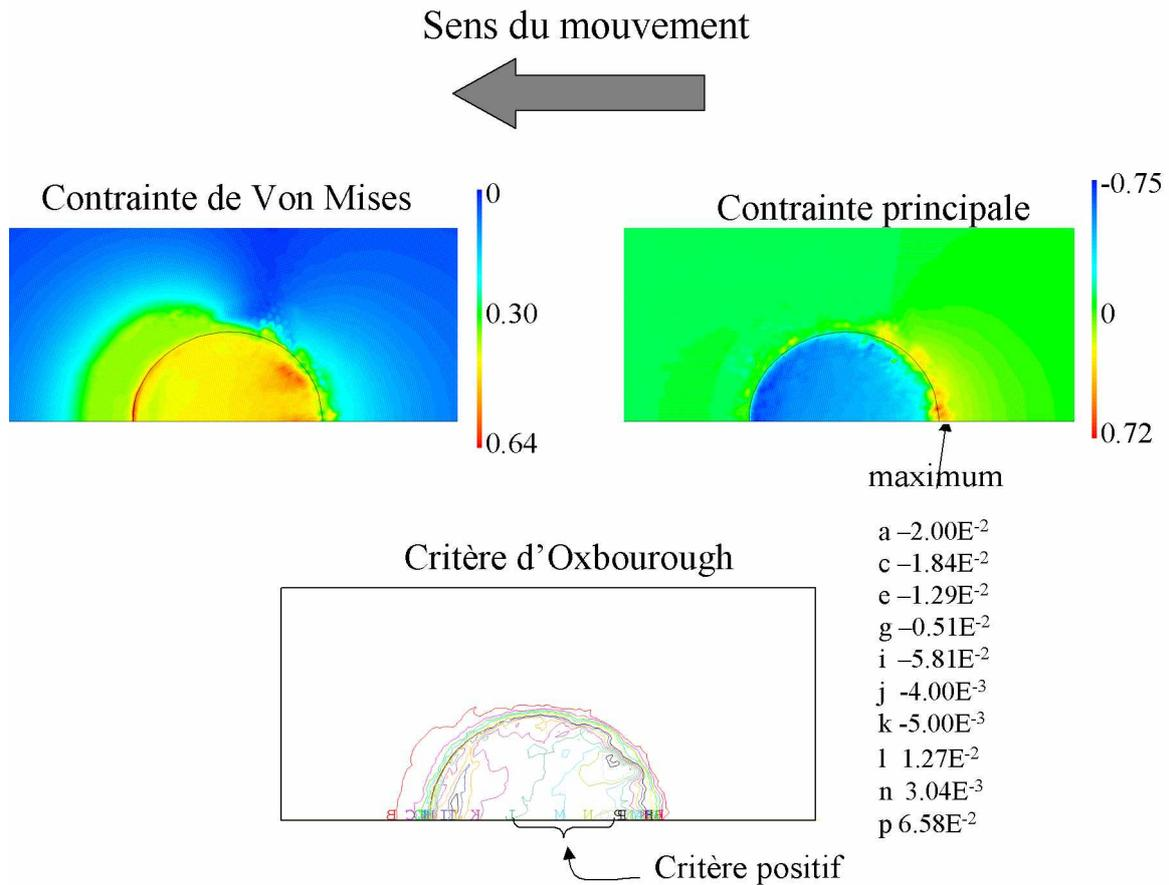 Sens du mouvement
Contrainte de Von Mises
0
0.30
0.64
Contrainte principale
-0.75
0
0.72
maximum
Critère d’Oxbourough
a –2.00E-2
c –1.84E-2
e –1.29E-2
g –0.51E-2
i –5.81E-2
j -4.00E-3
k -5.00E-3
l 1.27E-2
n 3.04E-3
p 6.58E-2
Critère positif